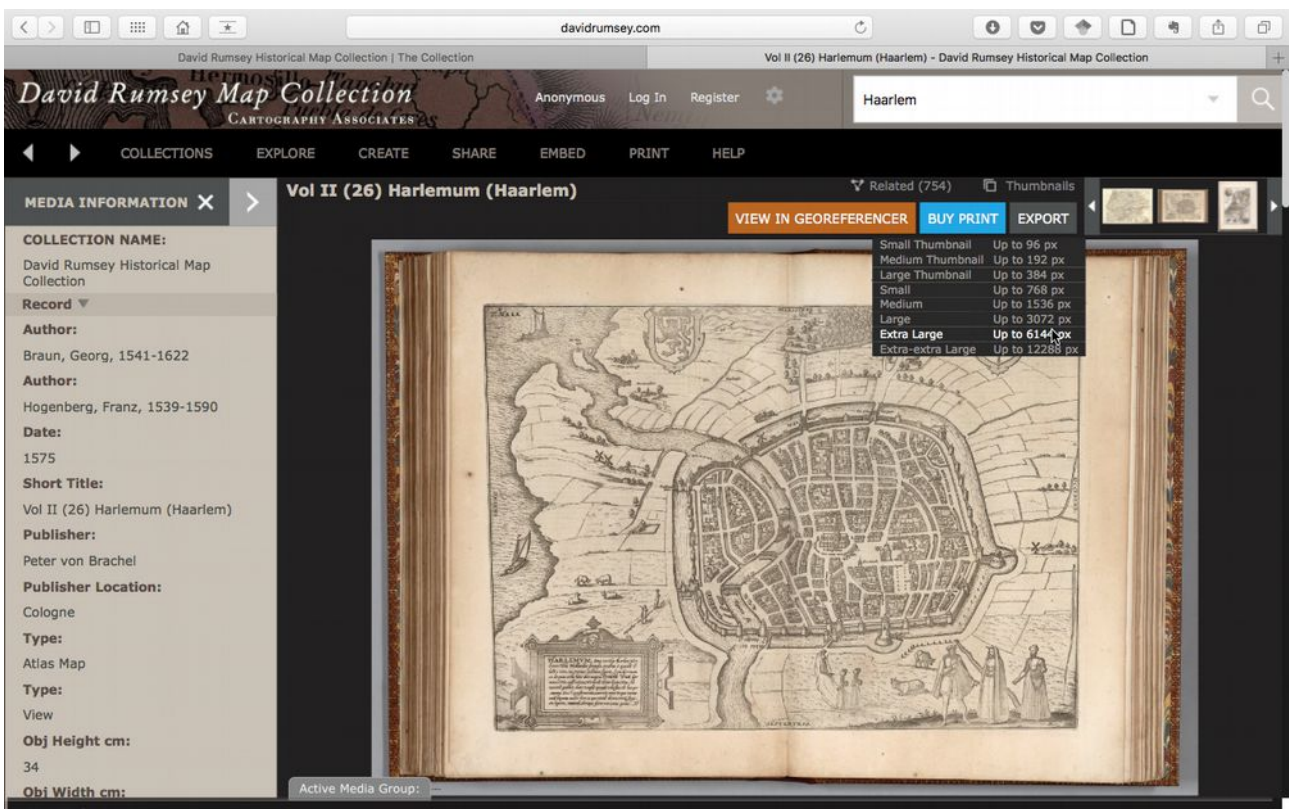 davidrumsey.com
David Rumsey Historical Map Collection | The Collection
Vol II (26) Harlemum (Haarlem) - David Rumsey Historical Map Collection
David Rumsey Map Collection
CARTOGRAPHY ASSOCIATES
Anonymous Log In Register
Haarlem
COLLECTIONS EXPLORE CREATE SHARE EMBED PRINT HELP
MEDIA INFORMATION
Vol II (26) Harlemum (Haarlem)
Related (754) Thumbnails
VIEW IN GEOREFERENCER BUY PRINT EXPORT
Small Thumbnail Up to 96 px
Medium Thumbnail Up to 192 px
Large Thumbnail Up to 384 px
Small Up to 768 px
Medium Up to 1536 px
Large Up to 3072 px
Extra Large Up to 6144 px
Extra-extra Large Up to 12288 px
COLLECTION NAME:
David Rumsey Historical Map
Collection
Record
Author:
Braun, Georg, 1541-1622
Author:
Hogenberg, Franz, 1539-1590
Date:
1575
Short Title:
Vol II (26) Harlemum (Haarlem)
Publisher:
Peter von Brachel
Publisher Location:
Cologne
Type:
Atlas Map
Type:
View
Obj Height cm:
34
Obj Width cm:
Active Media Group:
HARLEMVM